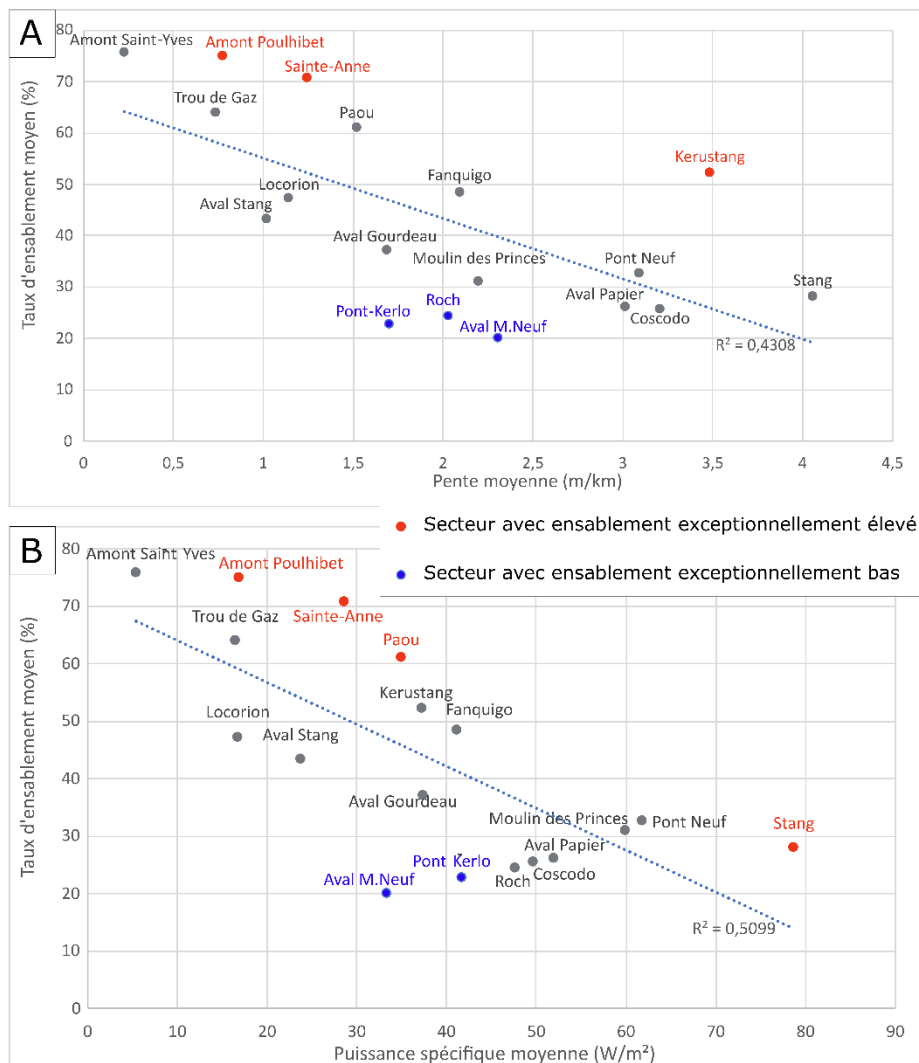 A
Taux d'ensablement moyen (%)
80
70
60
50
40
30
20
10
0
Amont Saint-Yves
Amont Poulhibet
Sainte-Anne
Trou de Gaz
Paou
Kerustang
Locorion
Fanquigo
Aval Stang
Aval Gourdeau
Moulin des Princes
Pont Neuf
Stang
Aval Papier
Coscodo
Roch
Pont-Kerlo
Aval M.Neuf
R² = 0,4308
0 0,5 1 1,5 2 2,5 3 3,5 4 4,5
Pente moyenne (m/km)
Secteur avec ensablement exceptionnellement élevé
Secteur avec ensablement exceptionnellement bas
B
Taux d'ensablement moyen (%)
80
70
60
50
40
30
20
10
0
Amont Saint Yves
Amont Poulhibet
Sainte-Anne
Trou de Gaz
Paou
Kerustang
Fanquigo
Locorion
Aval Stang
Aval Gourdeau
Moulin des Princes
Pont Neuf
Stang
Aval Papier
Coscodo
Roch
Pont Kerlo
Aval M.Neuf
R² = 0,5099
0 10 20 30 40 50 60 70 80 90
Puissance spécifique moyenne (W/m²)